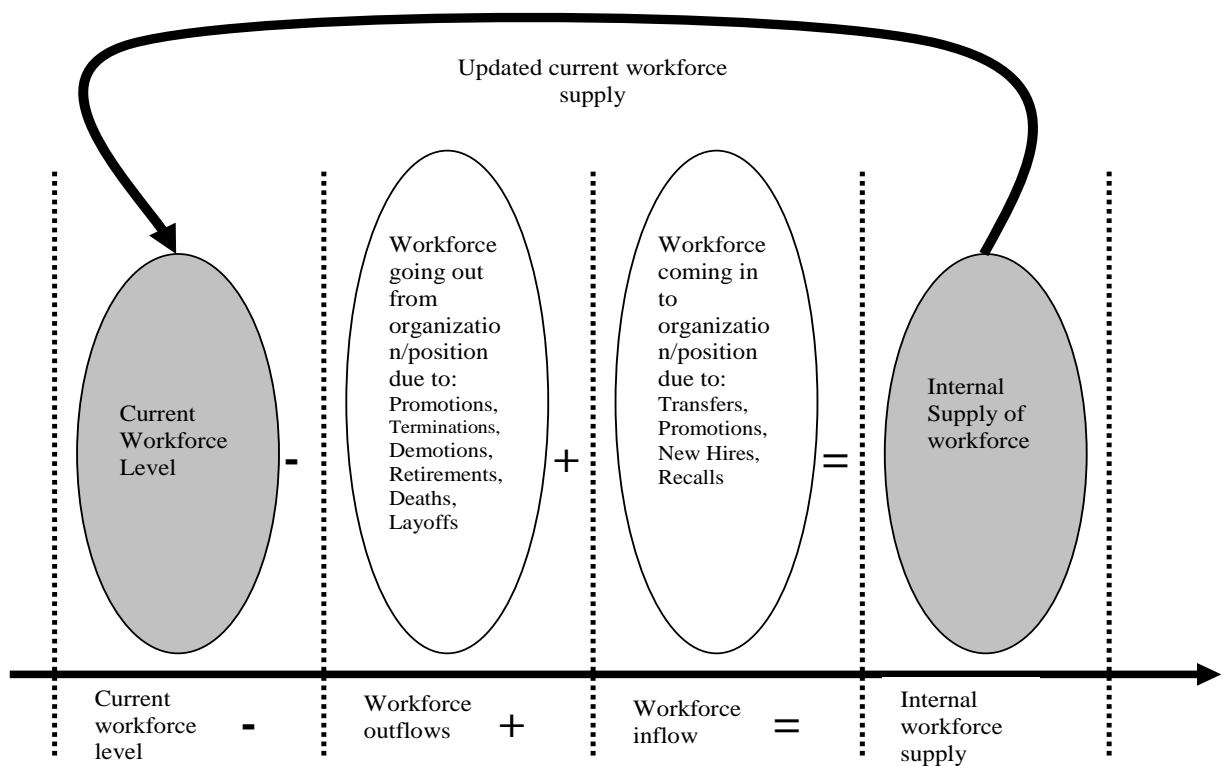 Updated current workforce
supply
Current
Workforce
Level
-
Workforce
going out
from
organizatio
n/position
due to:
Promotions,
Terminations,
Demotions,
Retirements,
Deaths,
Layoffs
+
Workforce
coming in
to
organizatio
n/position
due to:
Transfers,
Promotions,
New Hires,
Recalls
=
Internal
Supply of
workforce
Current
workforce
level
-
Workforce
outflows
+
Workforce
inflow
=
Internal
workforce
supply